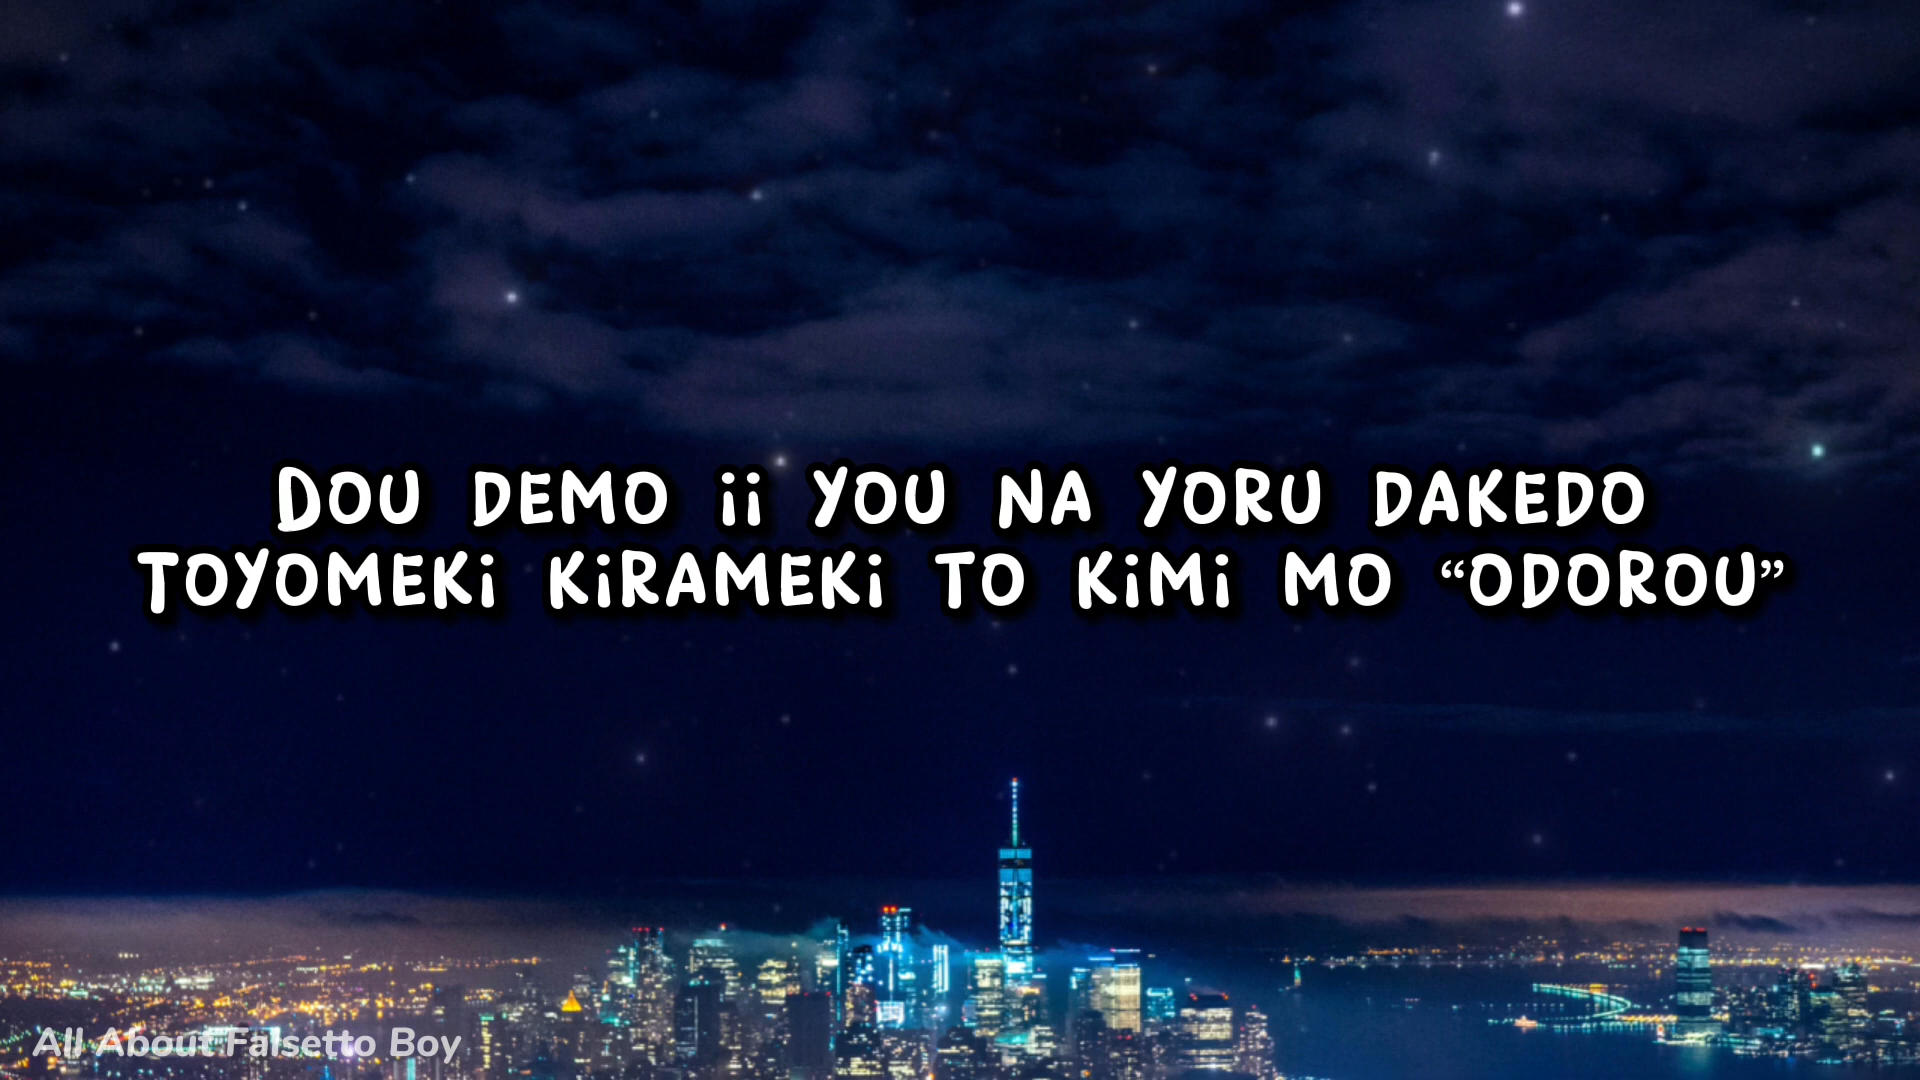 Dou demo ii you na yoru dakedo
toyomeki kirameki to kimi mo “odorou”
All About Falsetto Boy